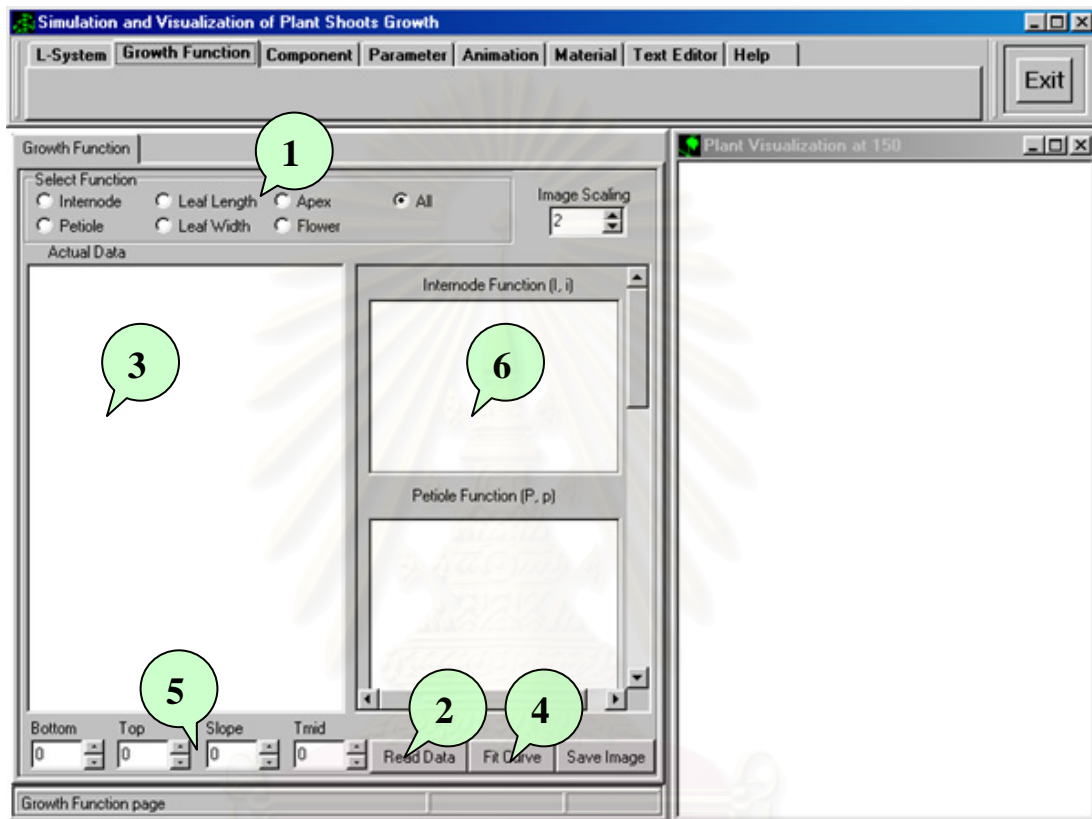 Simulation and Visualization of Plant Shoots Growth
L-System Growth Function Component Parameter Animation Material Text Editor Help
Exit
Growth Function
Plant Visualization at 150
1
Select Function
Internode Leaf Length Apex All
Petiole Leaf Width Flower
Image Scaling
2
Actual Data
Internode Function (I, i)
3
6
Petiole Function (P, p)
5
2
4
Bottom Top Slope Tmid
0 0 0 0
Read Data Fit Curve Save Image
Growth Function page